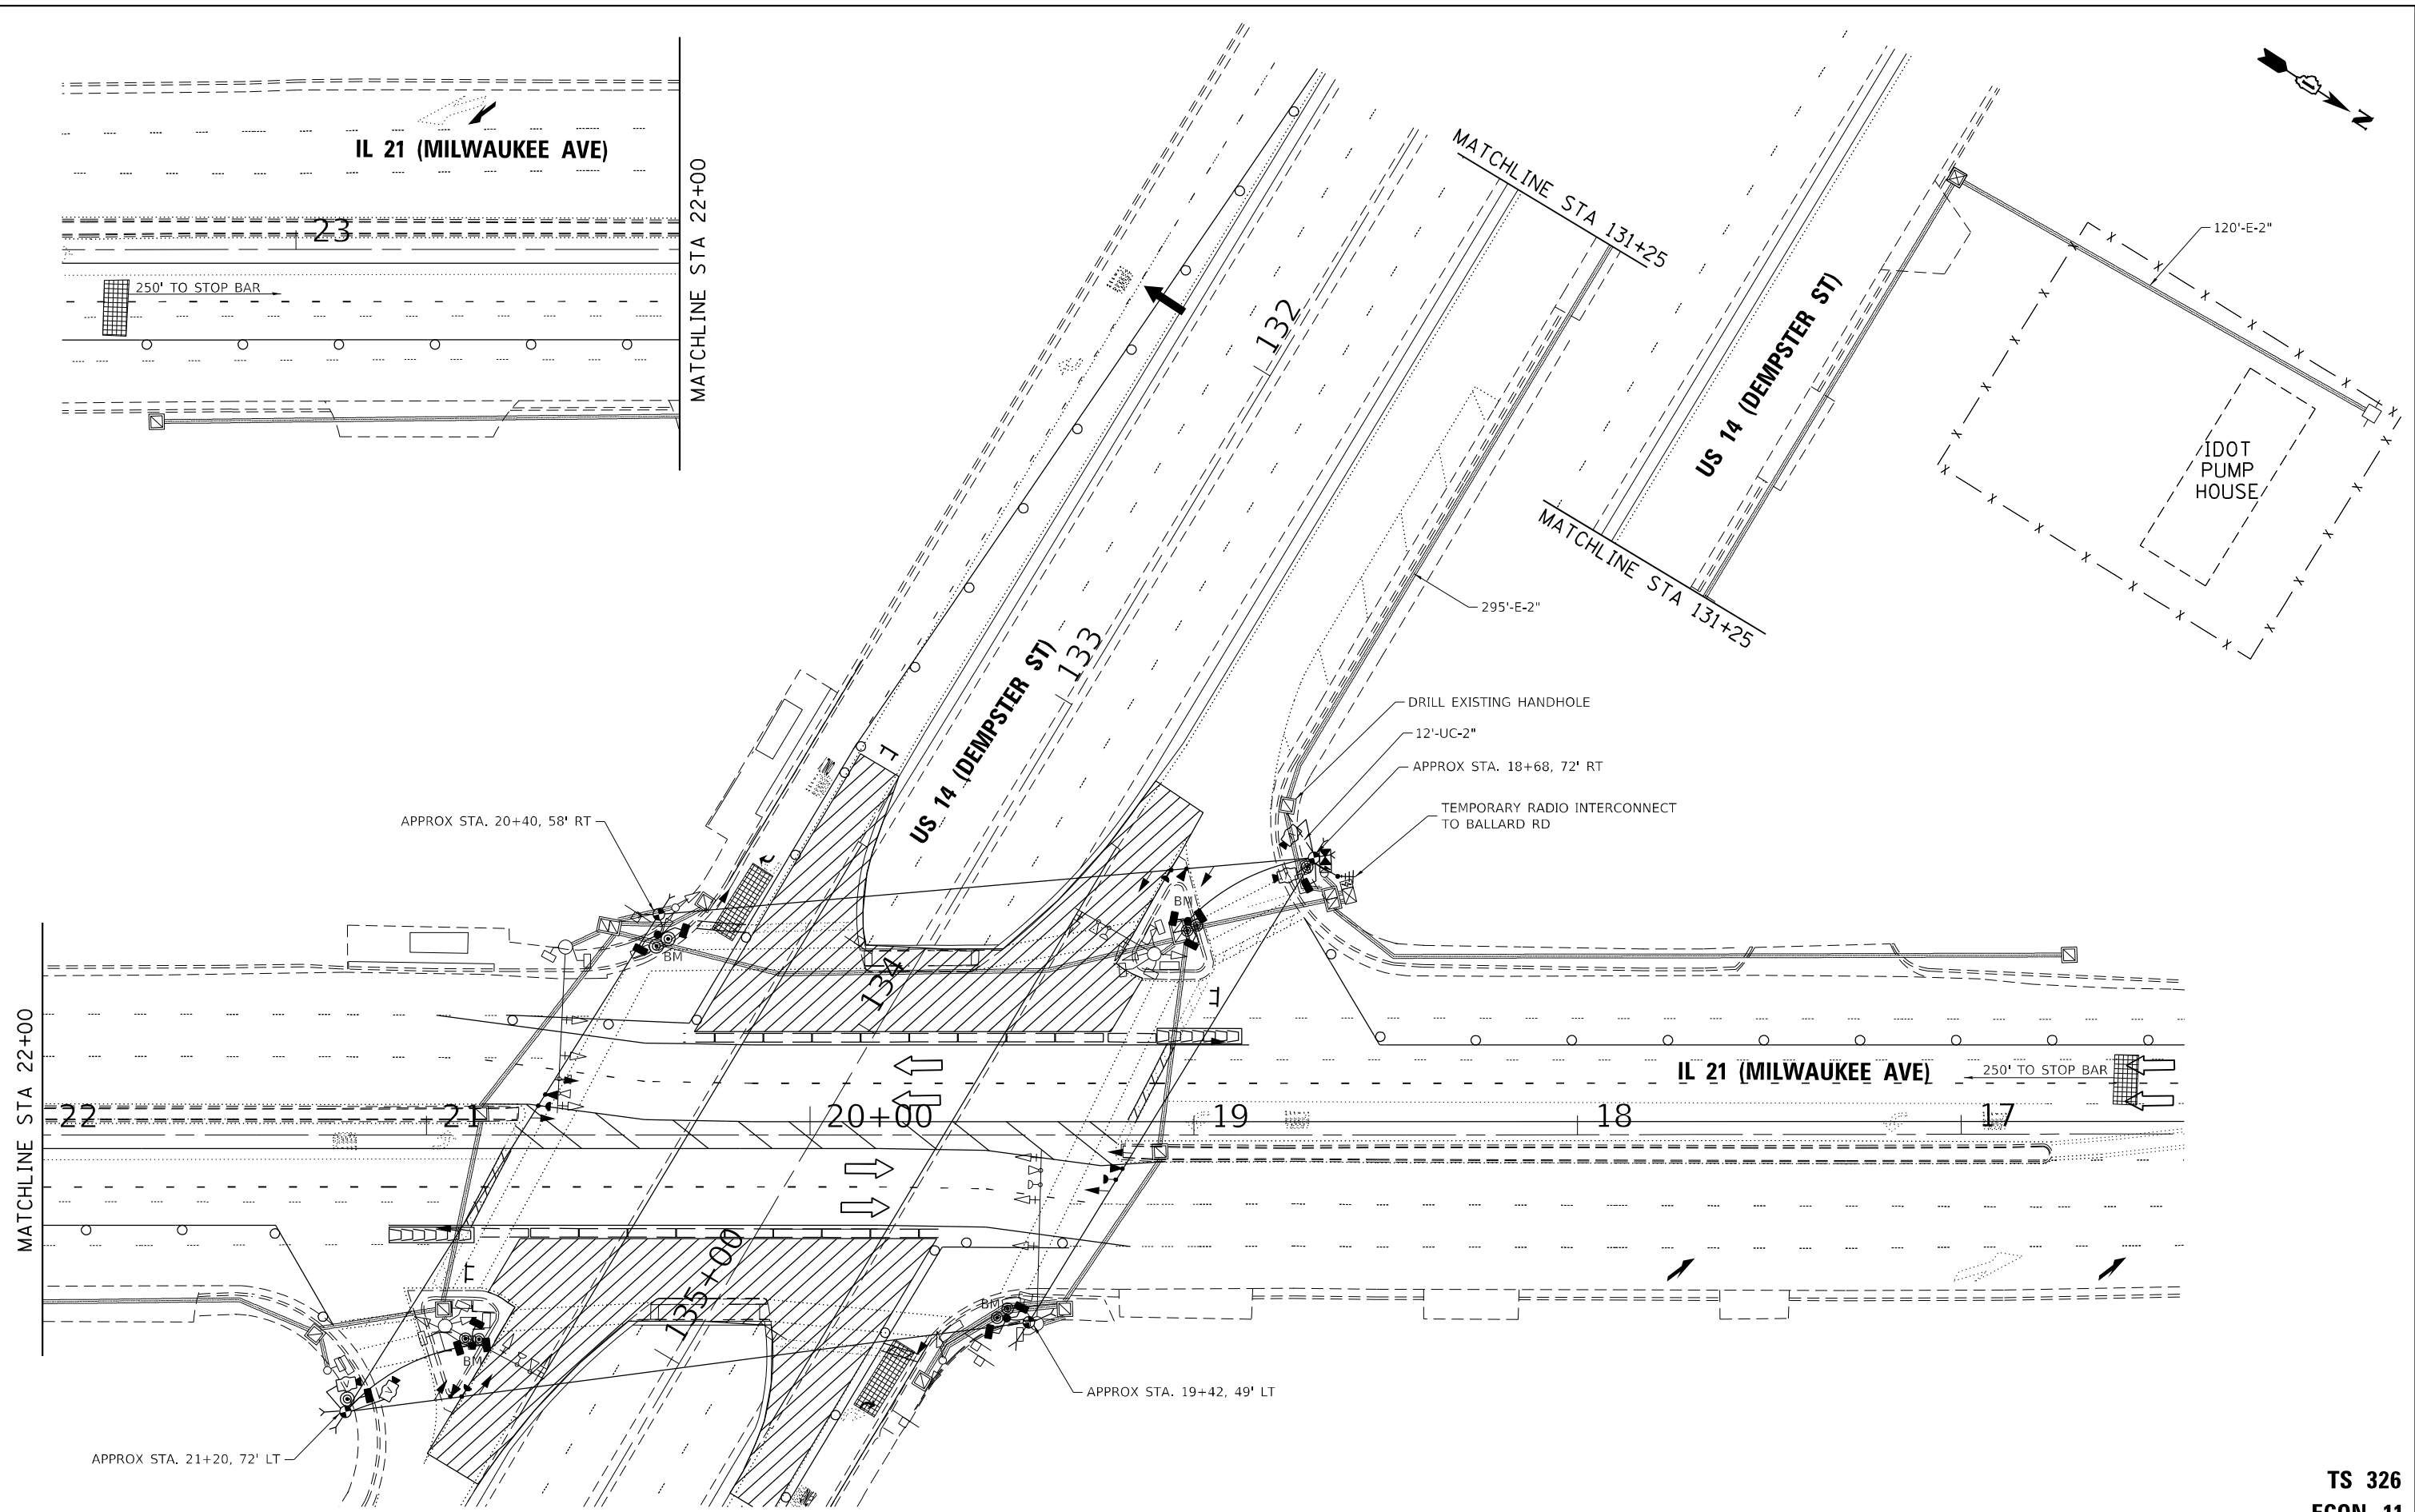 IL 21 (MILWAUKEE AVE)
23
250' TO STOP BAR
MATCHLINE STA 22+00
MATCHLINE STA 131+25
N
120'-E-2"
IDOT
PUMP
HOUSE
US 14 (DEMPSTER ST)
MATCHLINE STA 131+25
132
295'-E-2"
133
US 14 (DEMPSTER ST)
DRILL EXISTING HANDHOLE
12'-UC-2"
APPROX STA. 18+68, 72' RT
TEMPORARY RADIO INTERCONNECT
TO BALLARD RD
APPROX STA. 20+40, 58' RT
BM
BM
134
MATCHLINE STA 22+00
IL 21 (MILWAUKEE AVE)
250' TO STOP BAR
22
21
20+00
19
18
17
135+00
BM
BM
V
V
APPROX STA. 19+42, 49' LT
APPROX STA. 21+20, 72' LT
TS 326
ECON 11